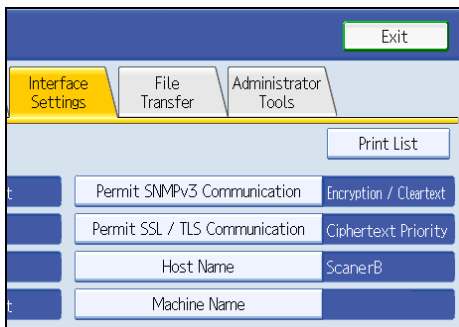 Exit
Interface
Settings
File
Transfer
Administrator
Tools
Print List
t
Permit SNMPv3 Communication
Encryption / Cleartext
Permit SSL / TLS Communication
Ciphertext Priority
Host Name
ScanerB
t
Machine Name